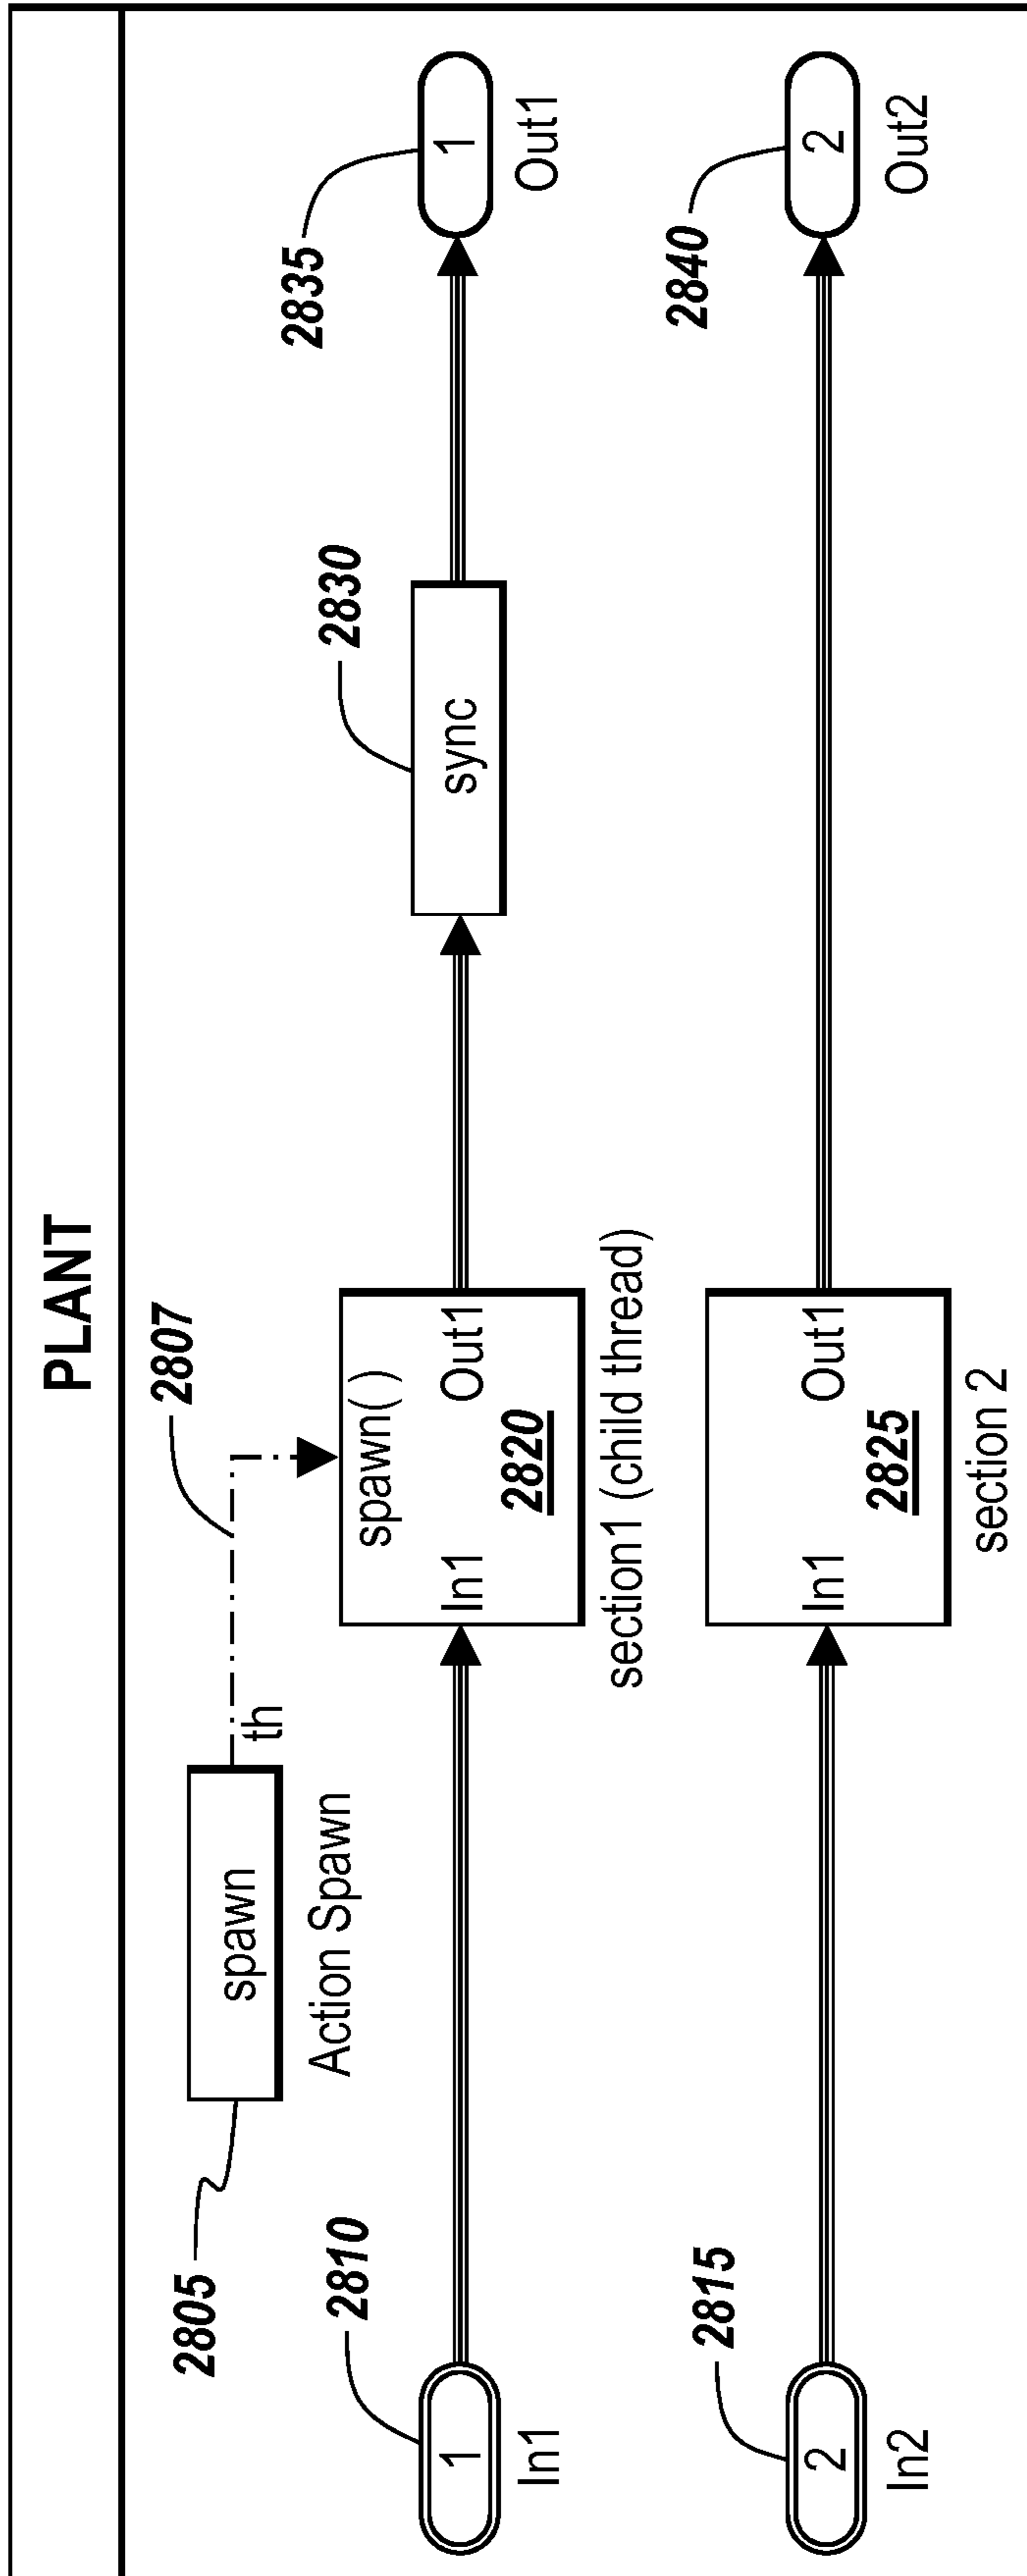 PLANT
2807
2805
spawn
th
Action Spawn
2810
1
In1
spawn( )
In1
Out1
2820
section1 (child thread)
2830
sync
2835
1
Out1
2815
2
In2
In1
Out1
2825
section 2
2840
2
Out2